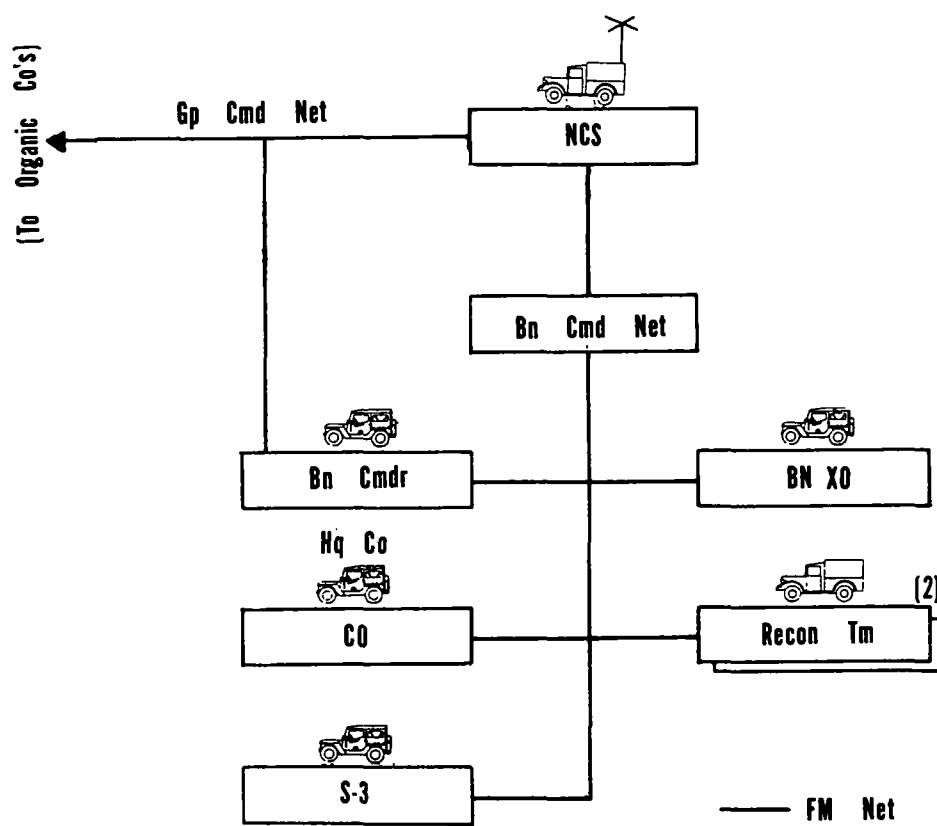 (To Organic Co's)
Gp Cmd Net
NCS
Bn Cmd Net
Bn Cmdr
BN XO
Hq Co
CO
(2)
Recon Tm
S-3
FM Net